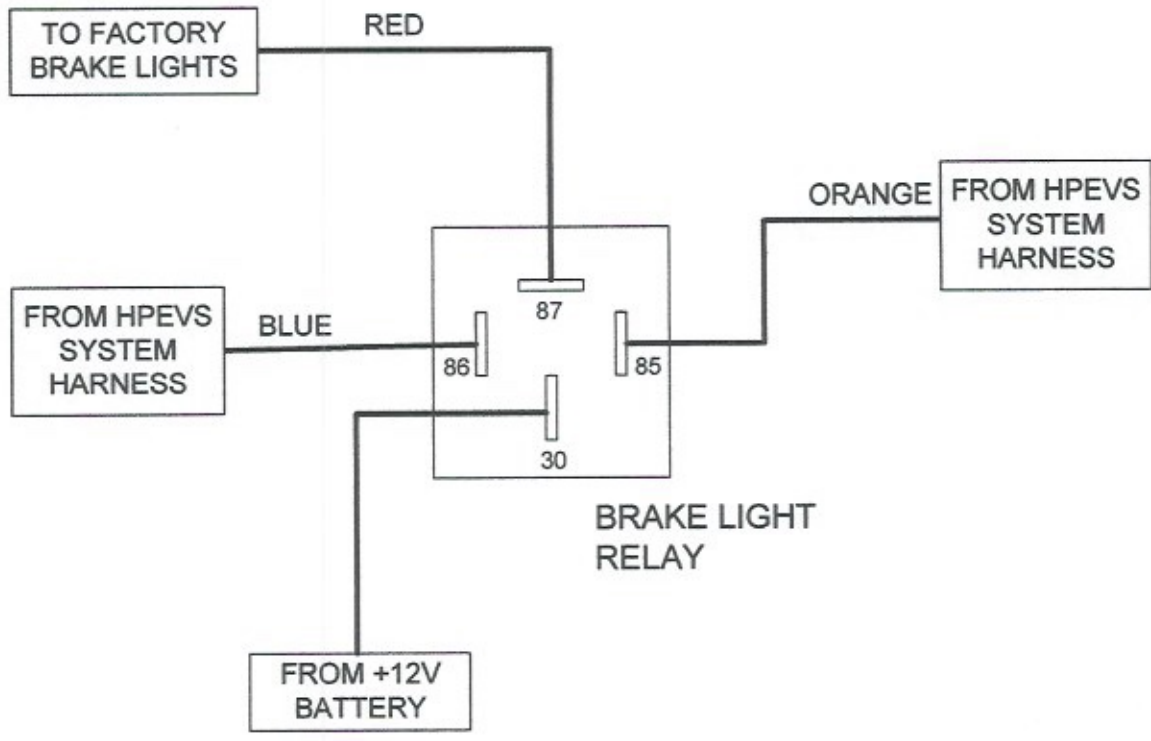 TO FACTORY
BRAKE LIGHTS
RED
ORANGE
FROM HPEVS
SYSTEM
HARNESS
FROM HPEVS
SYSTEM
HARNESS
BLUE
87
86
85
30
BRAKE LIGHT
RELAY
FROM +12V
BATTERY